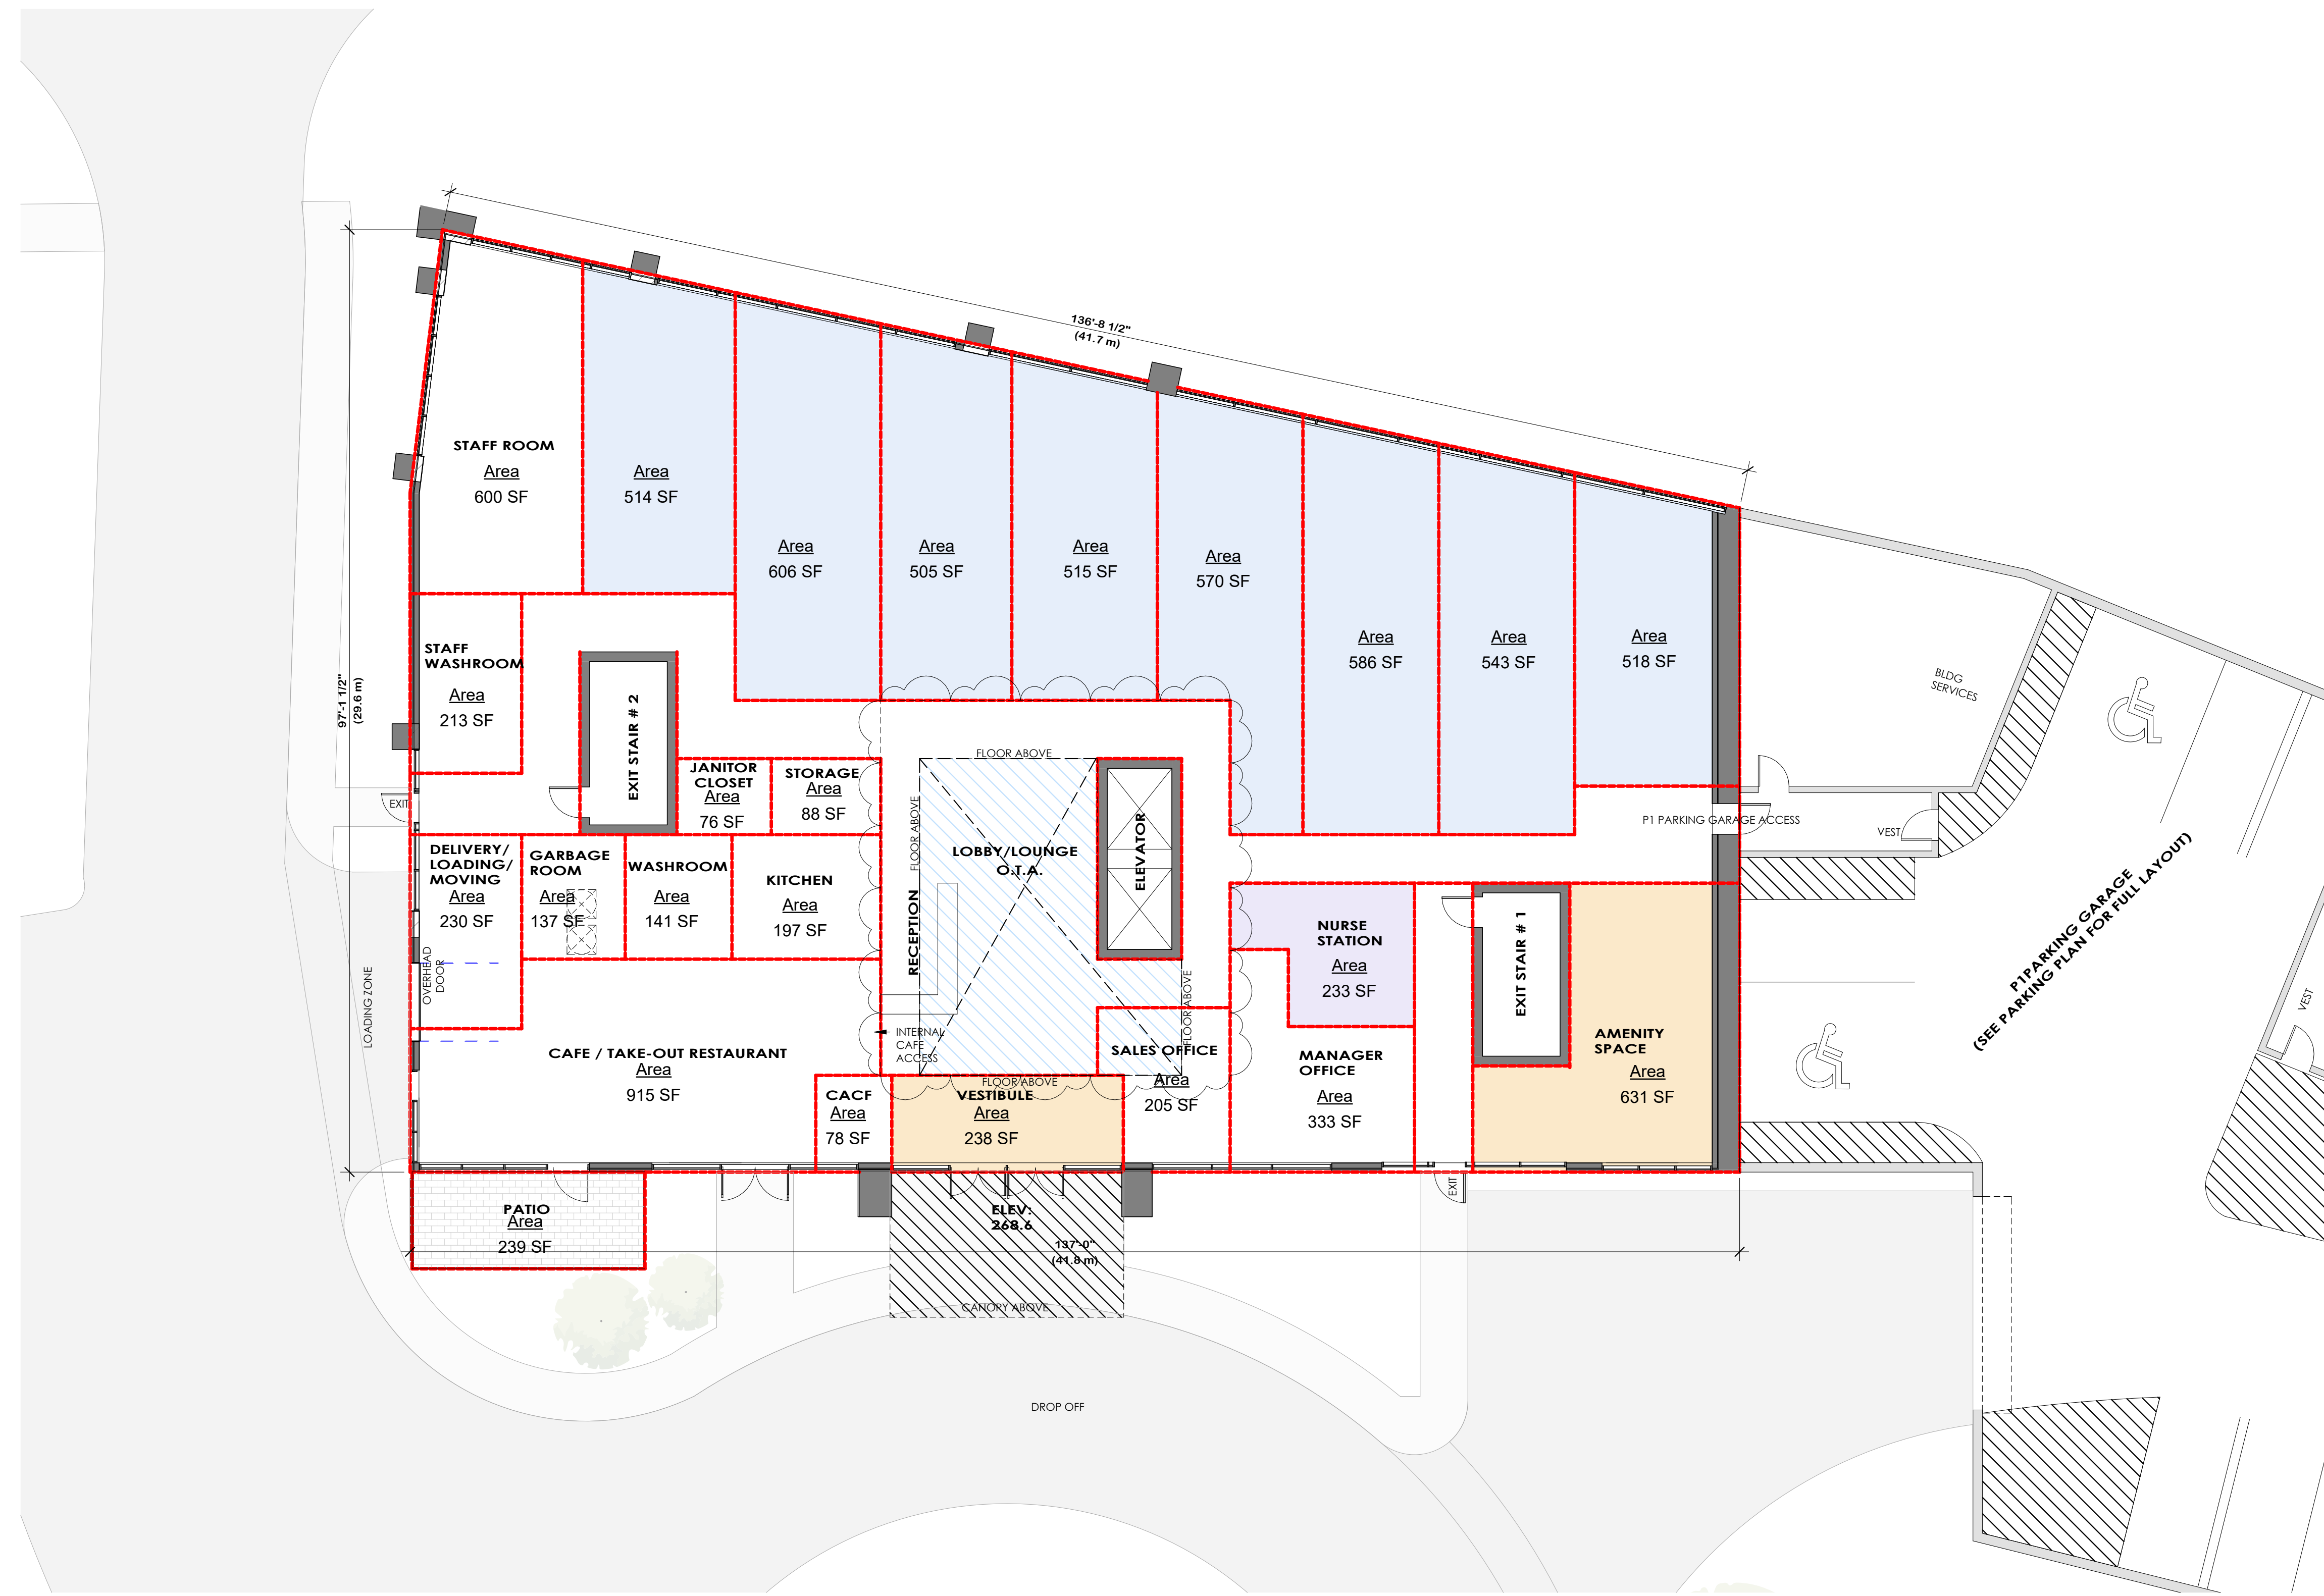 136'-8 1/2"
(41.7 m)
97'-1 1/2"
(29.6 m)
STAFF ROOM
Area
600 SF
Area
514 SF
Area
606 SF
Area
505 SF
Area
515 SF
Area
570 SF
Area
586 SF
Area
543 SF
Area
518 SF
STAFF
WASHROOM
Area
213 SF
EXIT STAIR # 2
JANITOR
CLOSET
Area
76 SF
STORAGE
Area
88 SF
EXIT
FLOOR ABOVE
FLOOR ABOVE
LOBBY/LOUNGE
O.T.A.
ELEVATOR
RECEPTION
P1 PARKING GARAGE ACCESS
VEST
BLDG
SERVICES
DELIVERY/
LOADING/
MOVING
Area
230 SF
GARBAGE
ROOM
Area
137 SF
WASHROOM
Area
141 SF
KITCHEN
Area
197 SF
OVERHEAD
DOOR
LOADING ZONE
NURSE
STATION
Area
233 SF
EXIT STAIR # 1
AMENITY
SPACE
Area
631 SF
P1PARKING GARAGE
(SEE PARKING PLAN FOR FULL LAYOUT)
VEST
FLOOR ABOVE
INTERNAL
CAFE
ACCESS
CAFE / TAKE-OUT RESTAURANT
Area
915 SF
SALES OFFICE
Area
205 SF
MANAGER
OFFICE
Area
333 SF
CACF
Area
78 SF
FLOOR ABOVE
VESTIBULE
Area
238 SF
EXIT
PATIO
Area
239 SF
ELEV:
268.6
137'-0"
(41.8 m)
CANOPY ABOVE
DROP OFF